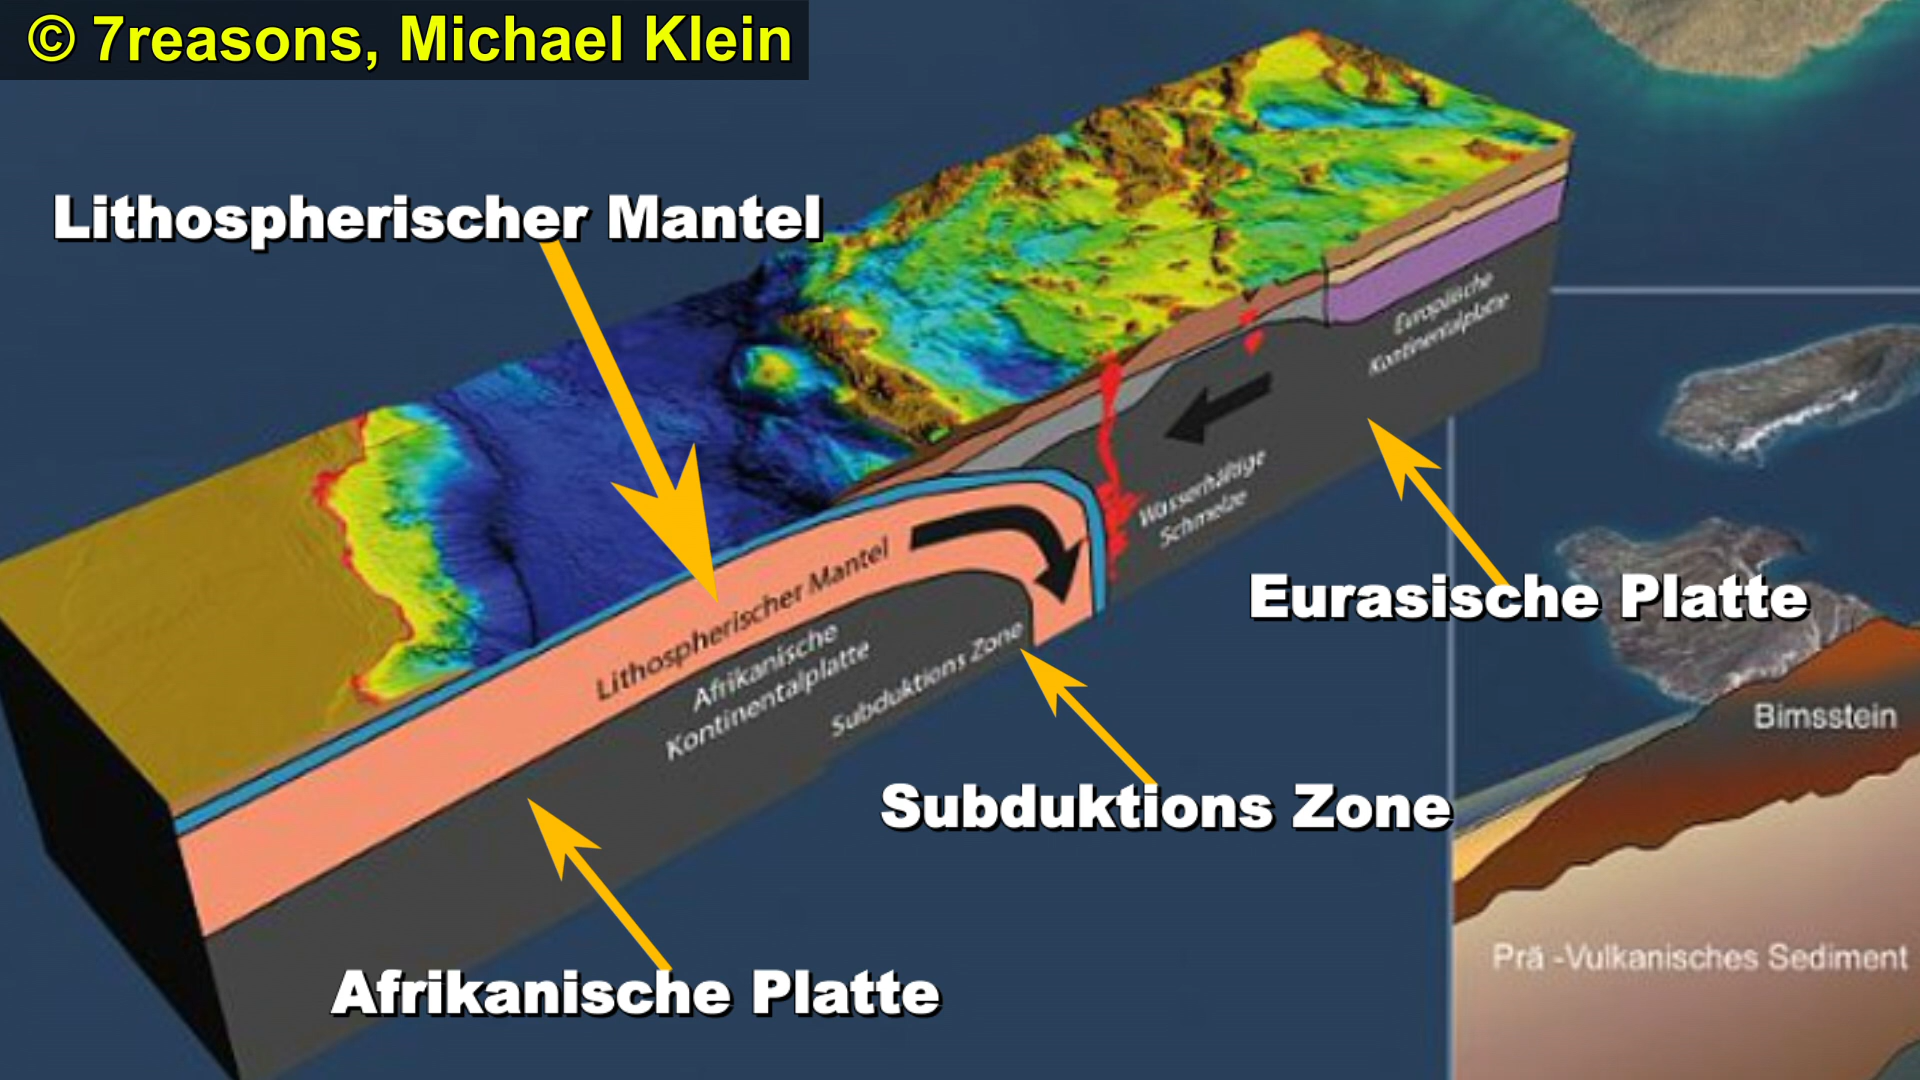 © 7reasons, Michael Klein
Lithospherischer Mantel
Europäische
Kontinentalplatte
Wasserhältige
Schmelze
Lithospherischer Mantel
Afrikanische
Kontinentalplatte
Subduktions Zone
Eurasische Platte
Subduktions Zone
Afrikanische Platte
Bimsstein
Prä -Vulkanisches Sediment